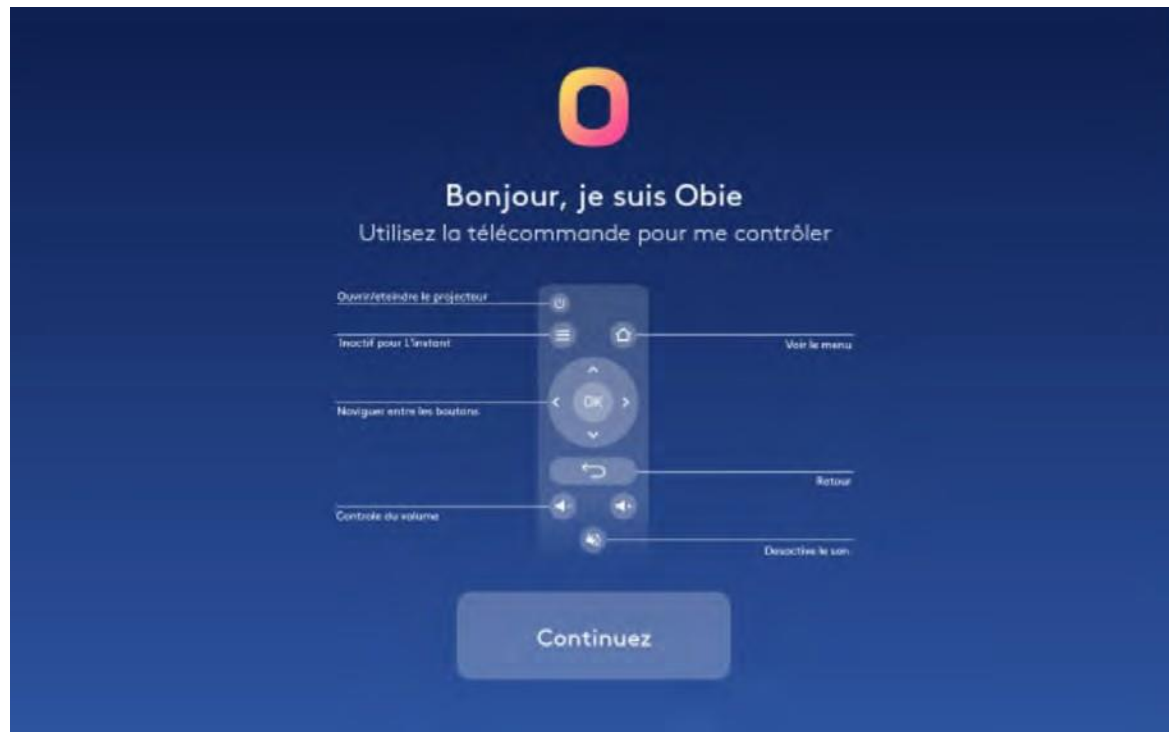 O
Bonjour, je suis Obie
Utilisez la télécommande pour me contrôler
Ouvrir/eteindre le projecteur
Inactif pour L'instant
Voir le menu
OK
Naviguer entre les boutons
Retour
Controle du volume
Desactive le son
Continuez